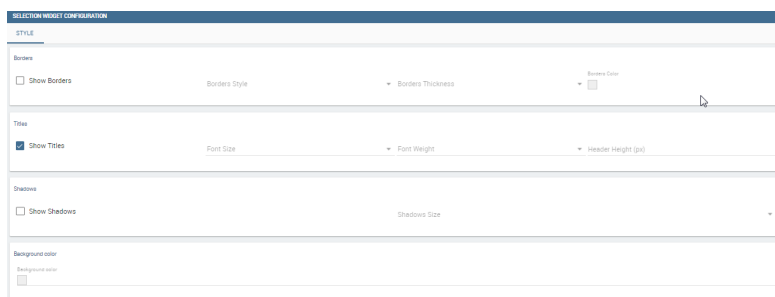 SELECTION WIDGET CONFIGURATION
STYLE
Borders
Show Borders
Borders Style
Borders Thickness
Borders Color
Titles
Show Titles
Font Size
Font Weight
Header Height (px)
Shadows
Show Shadows
Shadows Size
Background color
Background color